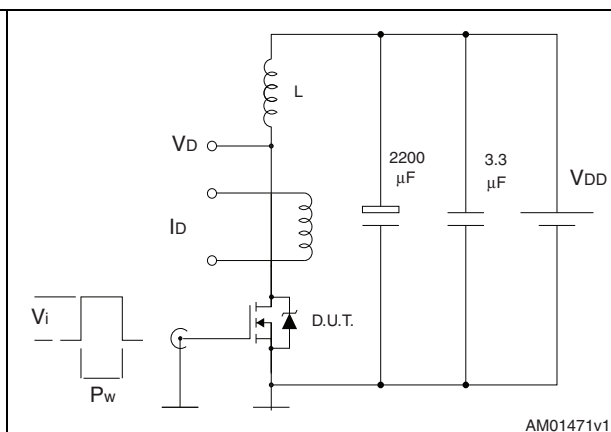 L
VD
2200
μF
3.3
μF
VDD
ID
Vi
D.U.T.
Pw
AM01471v1